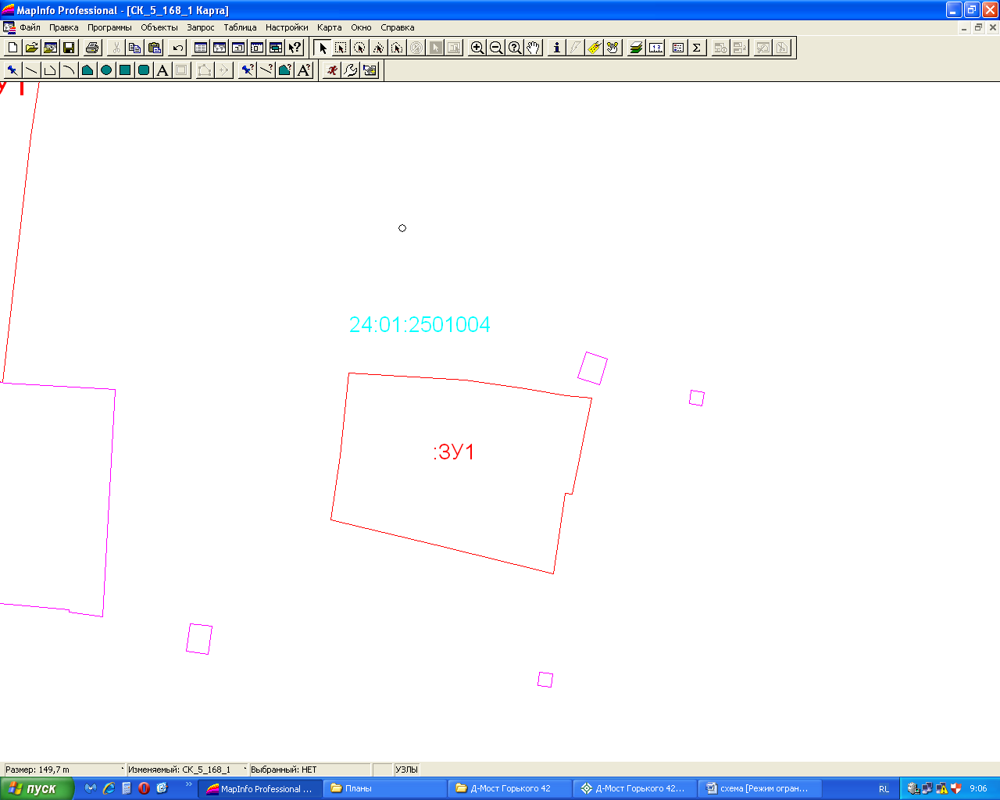 MapInfo Professional - [СК_5_168_1 Карта]
Файл Правка Программы Объекты Запрос Таблица Настройки Карта Окно Справка
24:01:2501004
:ЗУ1
Размер: 149,7 m Изменяемый: СК_5_168_1 Выбранный: НЕТ УЗЛЫ
пуск MapInfo Professional ... Планы Д-Мост Горького 42 Д-Мост Горького 42... схема [Режим огран... RL 9:06